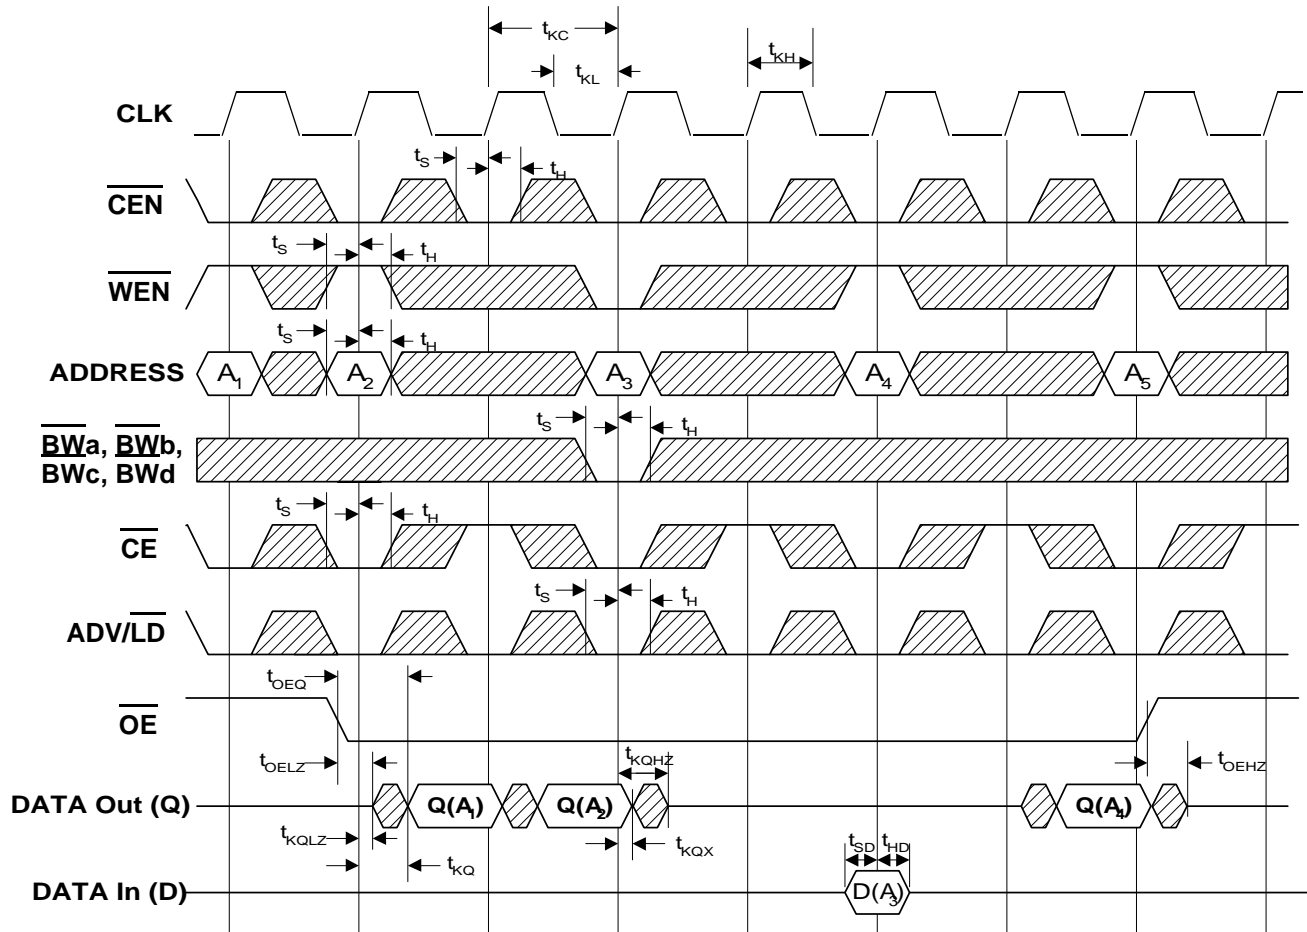 tKC
tKH
tKL
CLK
tS
tH
CEN
tS
tH
WEN
tS
tH
ADDRESS
A1
A2
A3
A4
A5
BWa, BWb,
BWc, BWd
tS
tH
tS
tH
CE
tS
tH
ADV/LD
tOEQ
OE
tOELZ
tKQHZ
tOEHZ
DATA Out (Q)
Q(A1)
Q(A2)
Q(A4)
tKQLZ
tKQ
tKQX
tSD
tHD
DATA In (D)
D(A3)